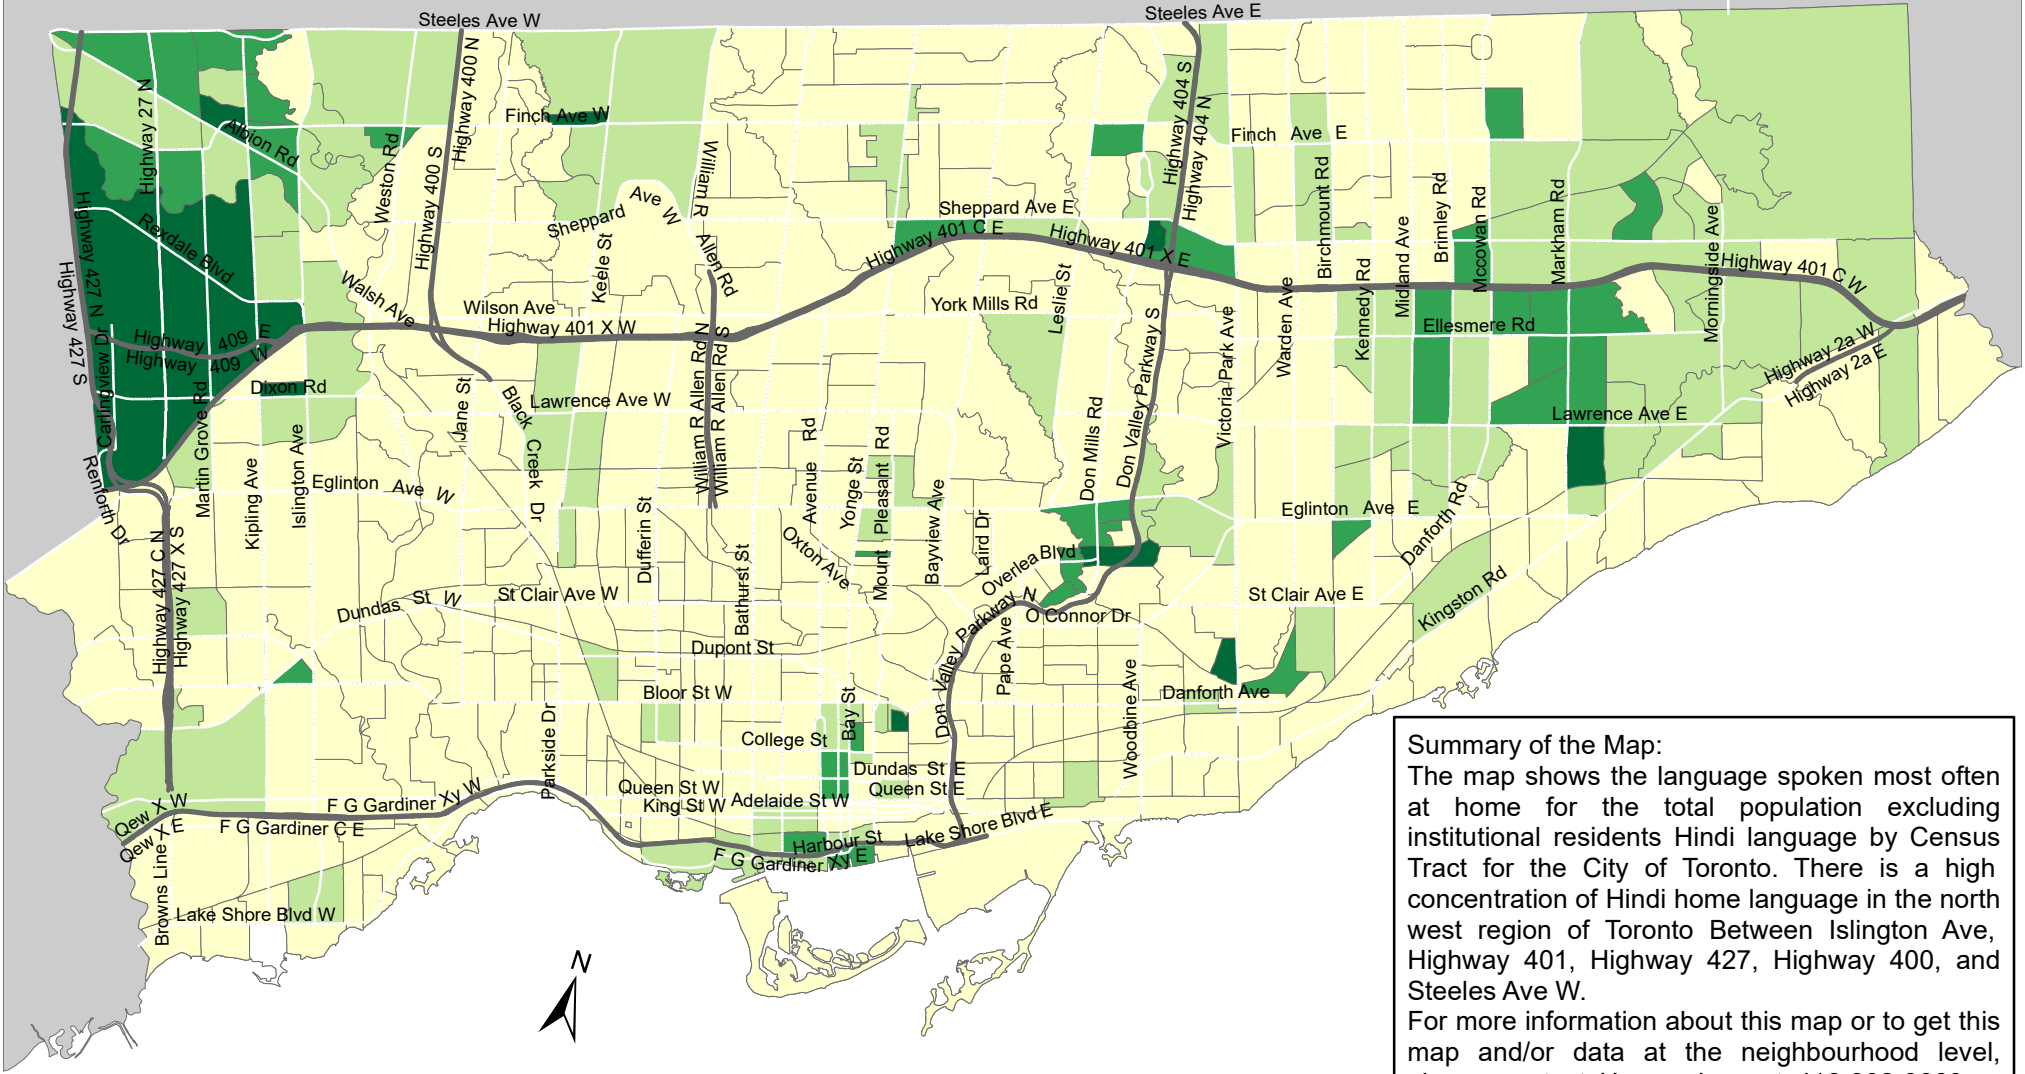 Steeles Ave W
Steeles Ave E
Highway 400 N
Highway 404 S
Highway 27 N
Finch Ave W
Highway 404 N
Albion Rd
Finch Ave E
Weston Rd
Highway 400 S
William R
Allen Rd
Sheppard Ave W
Sheppard Ave E
Birchmount Rd
Brimley Rd
Mccowan Rd
Markham Rd
Midland Ave
Morningside Ave
Highway 427 N
Rexdale Blvd
Keele St
Highway 401 C E
Highway 401 X E
Highway 401 C W
Highway 427 S
Walsh Ave
Wilson Ave
Highway 401 X W
York Mills Rd
Leslie St
Kennedy Rd
Warden Ave
Ellesmere Rd
Highway 409 E
Highway 409 W
Carlingview Dr
Dixon Rd
Martin Grove Rd
Jane St
Black Creek Dr
Lawrence Ave W
William R Allen Rd N
William R Allen Rd S
Don Valley Parkway S
Victoria Park Ave
Highway 2a W
Highway 2a E
Lawrence Ave E
Don Mills Rd
Renforth Dr
Kipling Ave
Islington Ave
Eglinton Ave W
Avenue Rd
Yonge St
Mount Pleasant Rd
Bayview Ave
Laird Dr
Eglinton Ave E
Danforth Rd
Dufferin St
Bathurst St
Oxton Ave
Overlea Blvd
Highway 427 C N
Highway 427 X S
Dundas St W
St Clair Ave W
St Clair Ave E
Kingston Rd
O Connor Dr
Don Valley Parkway N
Pape Ave
Dupont St
Bloor St W
Bay St
Woodbine Ave
Danforth Ave
Parkside Dr
College St
Dundas St E
Queen St W
Queen St E
King St W
Adelaide St W
Qew X W
Qew X E
F G Gardiner Xy W
F G Gardiner C E
Harbour St
Lake Shore Blvd E
F G Gardiner Xy E
Browns Line
Lake Shore Blvd W
N
Summary of the Map:
The map shows the language spoken most often
at home for the total population excluding
institutional residents Hindi language by Census
Tract for the City of Toronto. There is a high
concentration of Hindi home language in the north
west region of Toronto Between Islington Ave,
Highway 401, Highway 427, Highway 400, and
Steeles Ave W.
For more information about this map or to get this
map and/or data at the neighbourhood level,